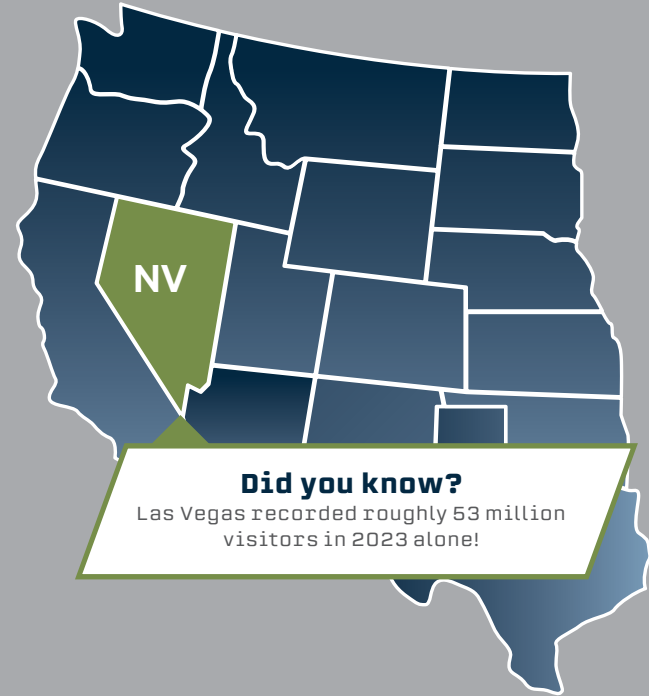 NV
Did you know?
Las Vegas recorded roughly 53 million
visitors in 2023 alone!